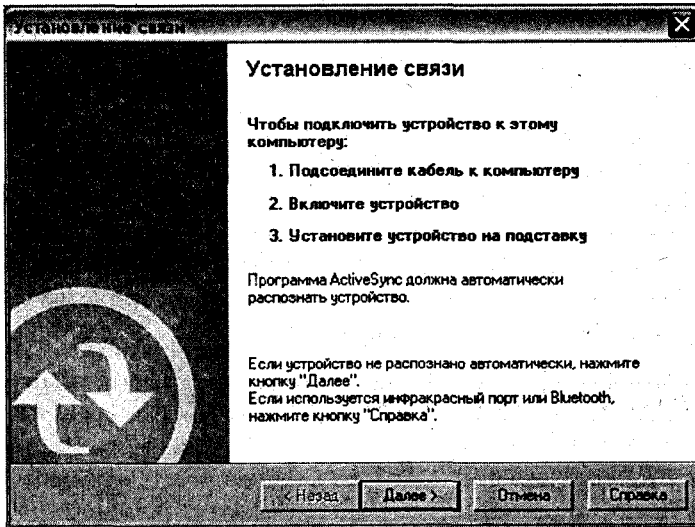 Установление связи
Установление связи
Чтобы подключить устройство к этому
компьютеру:
1. Подсоедините кабель к компьютеру
2. Включите устройство
3. Установите устройство на подставку
Программа ActiveSync должна автоматически
распознать устройство.
Если устройство не распознано автоматически, нажмите
кнопку "Далее".
Если используется инфракрасный порт или Bluetooth,
нажмите кнопку "Справка".
< Назад Далее > Отмена Справка